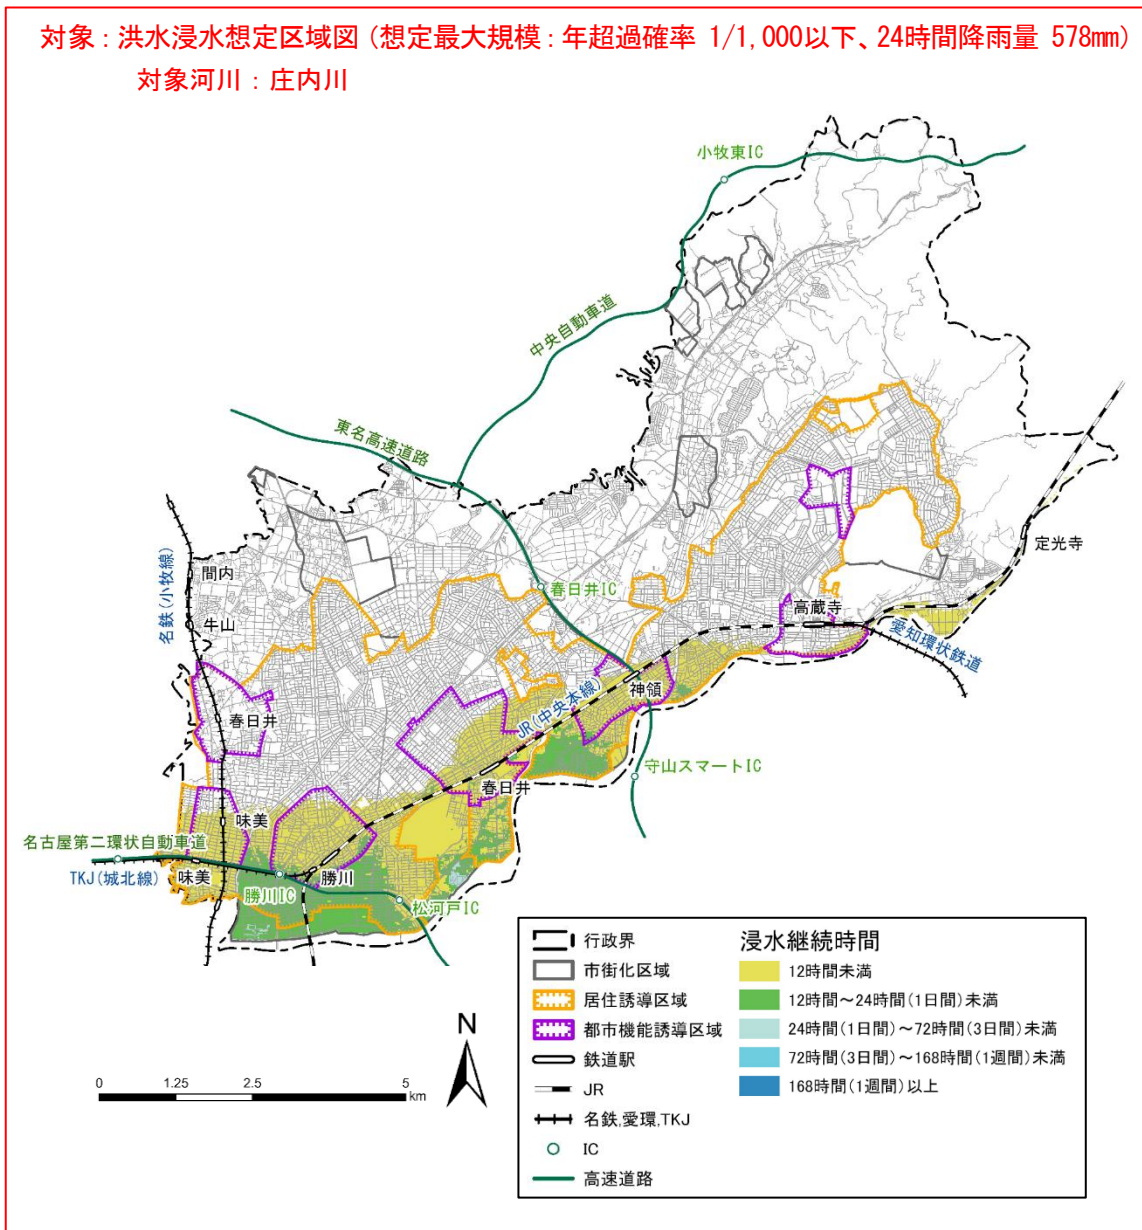 対象：洪水浸水想定区域図（想定最大規模：年超過確率 1/1,000以下、24時間降雨量 578㎜）
対象河川：庄内川
小牧東IC
中央自動車道
東名高速道路
名鉄(小牧線)
間内
牛山
春日井IC
定光寺
高蔵寺
愛知環状鉄道
神領
JR(中央本線)
春日井
守山スマートIC
春日井
味美
名古屋第二環状自動車道
TKJ(城北線)
味美
勝川IC
勝川
松河戸IC
行政界
市街化区域
居住誘導区域
都市機能誘導区域
鉄道駅
JR
名鉄,愛環,TKJ
IC
高速道路
浸水継続時間
12時間未満
12時間～24時間(1日間)未満
24時間(1日間)～72時間(3日間)未満
72時間(3日間)～168時間(1週間)未満
168時間(1週間)以上
N
0 1.25 2.5 5
km